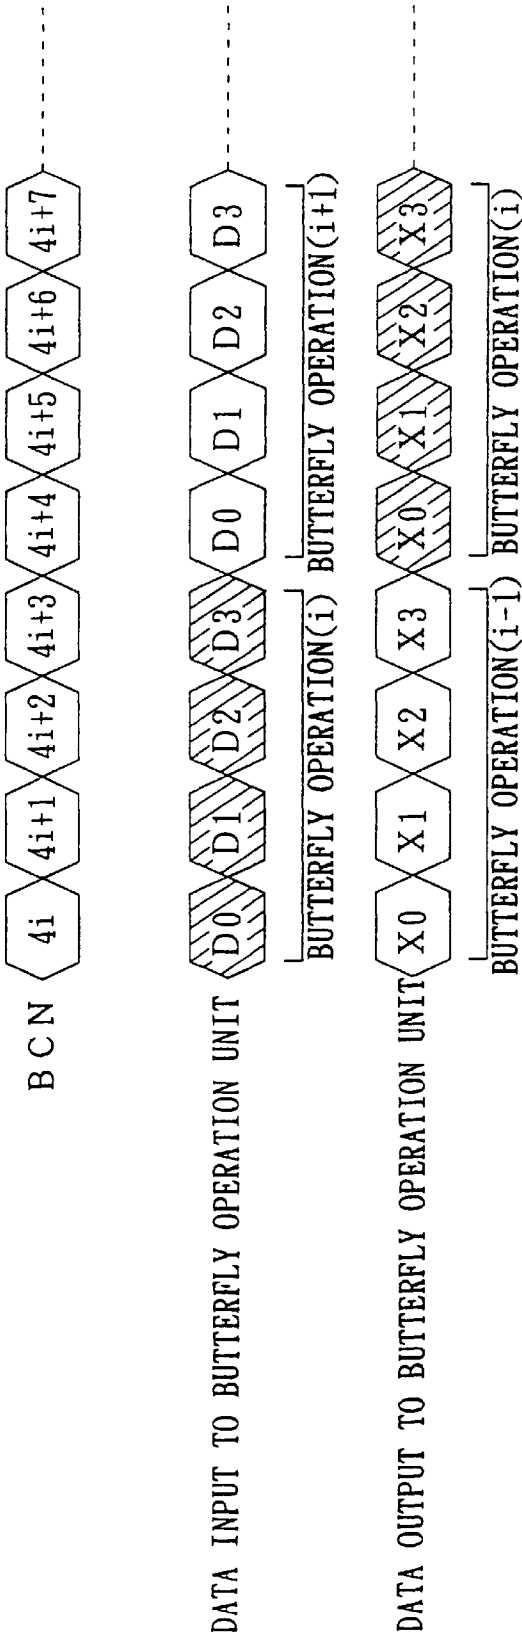 BCN 4i 4i+1 4i+2 4i+3 4i+4 4i+5 4i+6 4i+7
DATA INPUT TO BUTTERFLY OPERATION UNIT D0 D1 D2 D3 D0 D1 D2 D3
BUTTERFLY OPERATION(i) BUTTERFLY OPERATION(i+1)
DATA OUTPUT TO BUTTERFLY OPERATION UNIT X0 X1 X2 X3 X0 X1 X2 X3
BUTTERFLY OPERATION(i-1) BUTTERFLY OPERATION(i)